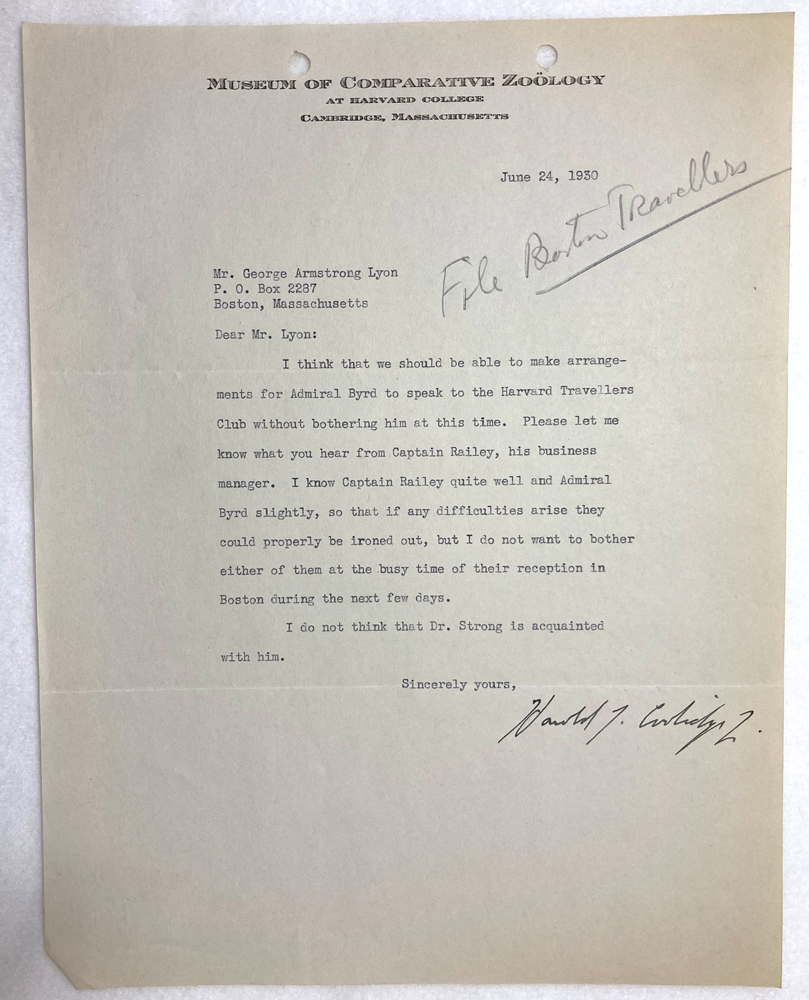 MUSEUM OF COMPARATIVE ZOÖLOGY
AT HARVARD COLLEGE
CAMBRIDGE, MASSACHUSETTS
June 24, 1930
File Boston Travellers
Mr. George Armstrong Lyon
P. O. Box 2287
Boston, Massachusetts
Dear Mr. Lyon:
I think that we should be able to make arrange-
ments for Admiral Byrd to speak to the Harvard Travellers
Club without bothering him at this time.  Please let me
know what you hear from Captain Railey, his business
manager.  I know Captain Railey quite well and Admiral
Byrd slightly, so that if any difficulties arise they
could properly be ironed out, but I do not want to bother
either of them at the busy time of their reception in
Boston during the next few days.
I do not think that Dr. Strong is acquainted
with him.
Sincerely yours,
Harold J. Coolidge Jr.